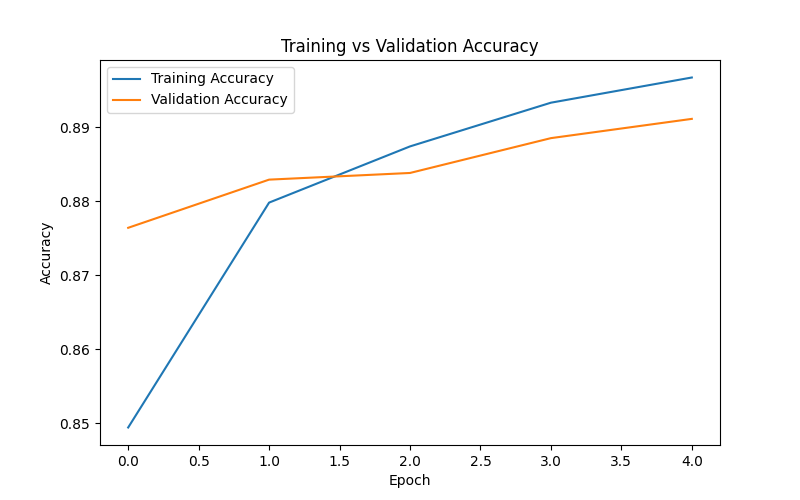 Training vs Validation Accuracy
Training Accuracy
Validation Accuracy
Accuracy
0.89
0.88
0.87
0.86
0.85
0.0 0.5 1.0 1.5 2.0 2.5 3.0 3.5 4.0
Epoch